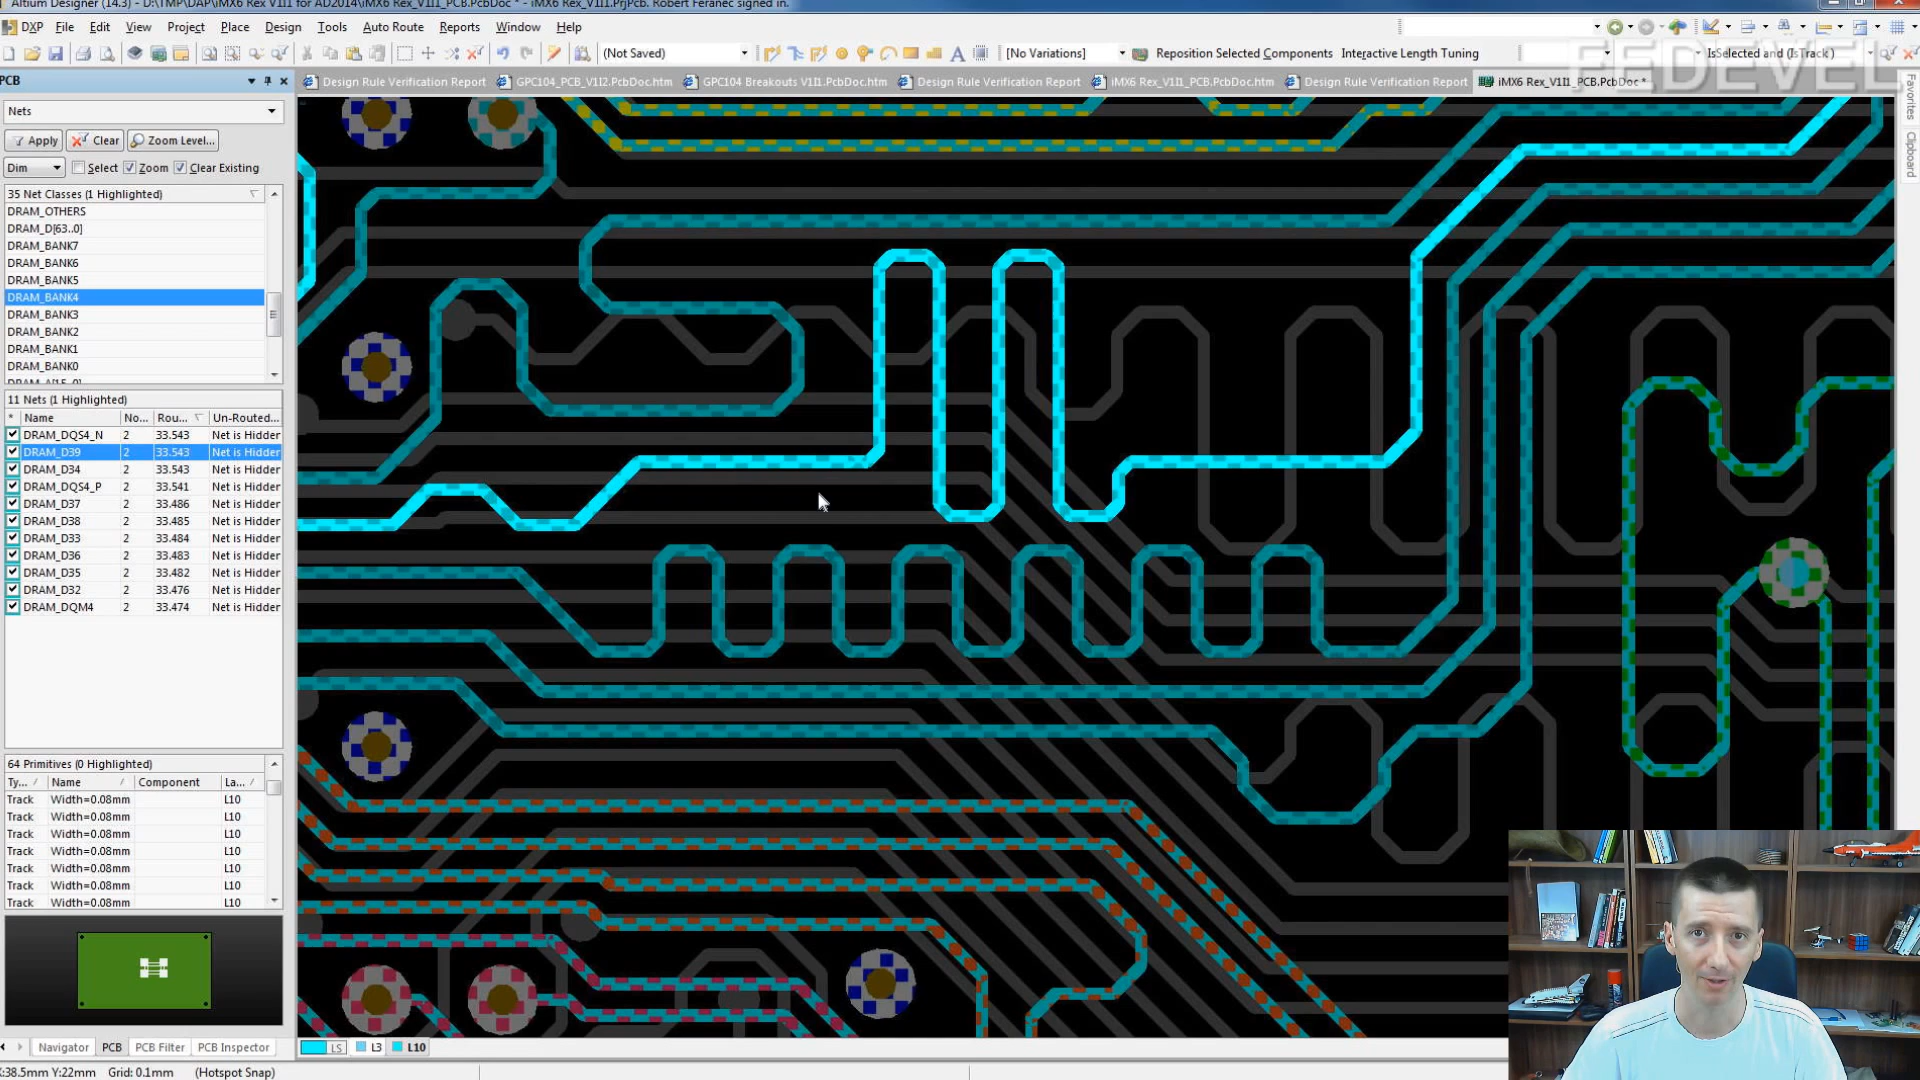 Altium Designer (14.3) - D:\TMP\DAP\iMX6 Rex_V1I1 for AD2014\iMX6 Rex_V1I1_PCB.PcbDoc * - iMX6 Rex_V1I1.PrjPcb. Robert Feranec signed in.
DXP File Edit View Project Place Design Tools Auto Route Reports Window Help
(Not Saved) [No Variations] Reposition Selected Components Interactive Length Tuning IsSelected and (IsTrack )
FEDEVEL
PCB
Design Rule Verification Report GPC104_PCB_V1I2.PcbDoc.htm GPC104 Breakouts V1I1.PcbDoc.htm Design Rule Verification Report iMX6 Rex_V1I1_PCB.PcbDoc.htm Design Rule Verification Report iMX6 Rex_V1I1_PCB.PcbDoc *
Favorites
Clipboard
Nets
Apply Clear Zoom Level...
Dim Select Zoom Clear Existing
35 Net Classes (1 Highlighted)
DRAM_OTHERS
DRAM_D[63..0]
DRAM_BANK7
DRAM_BANK6
DRAM_BANK5
DRAM_BANK4
DRAM_BANK3
DRAM_BANK2
DRAM_BANK1
DRAM_BANK0
DRAM_A[15..0]
11 Nets (1 Highlighted)
* Name No... Rou... Un-Routed...
DRAM_DQS4_N 2 33.543 Net is Hidden
DRAM_D39 2 33.543 Net is Hidden
DRAM_D34 2 33.543 Net is Hidden
DRAM_DQS4_P 2 33.541 Net is Hidden
DRAM_D37 2 33.486 Net is Hidden
DRAM_D38 2 33.485 Net is Hidden
DRAM_D33 2 33.484 Net is Hidden
DRAM_D36 2 33.483 Net is Hidden
DRAM_D35 2 33.482 Net is Hidden
DRAM_D32 2 33.476 Net is Hidden
DRAM_DQM4 2 33.474 Net is Hidden
64 Primitives (0 Highlighted)
Ty... Name Component La...
Track Width=0.08mm L10
Track Width=0.08mm L10
Track Width=0.08mm L10
Track Width=0.08mm L10
Track Width=0.08mm L10
Track Width=0.08mm L10
Track Width=0.08mm L10
Navigator PCB PCB Filter PCB Inspector
LS L3 L10
X:38.5mm Y:22mm Grid: 0.1mm (Hotspot Snap)